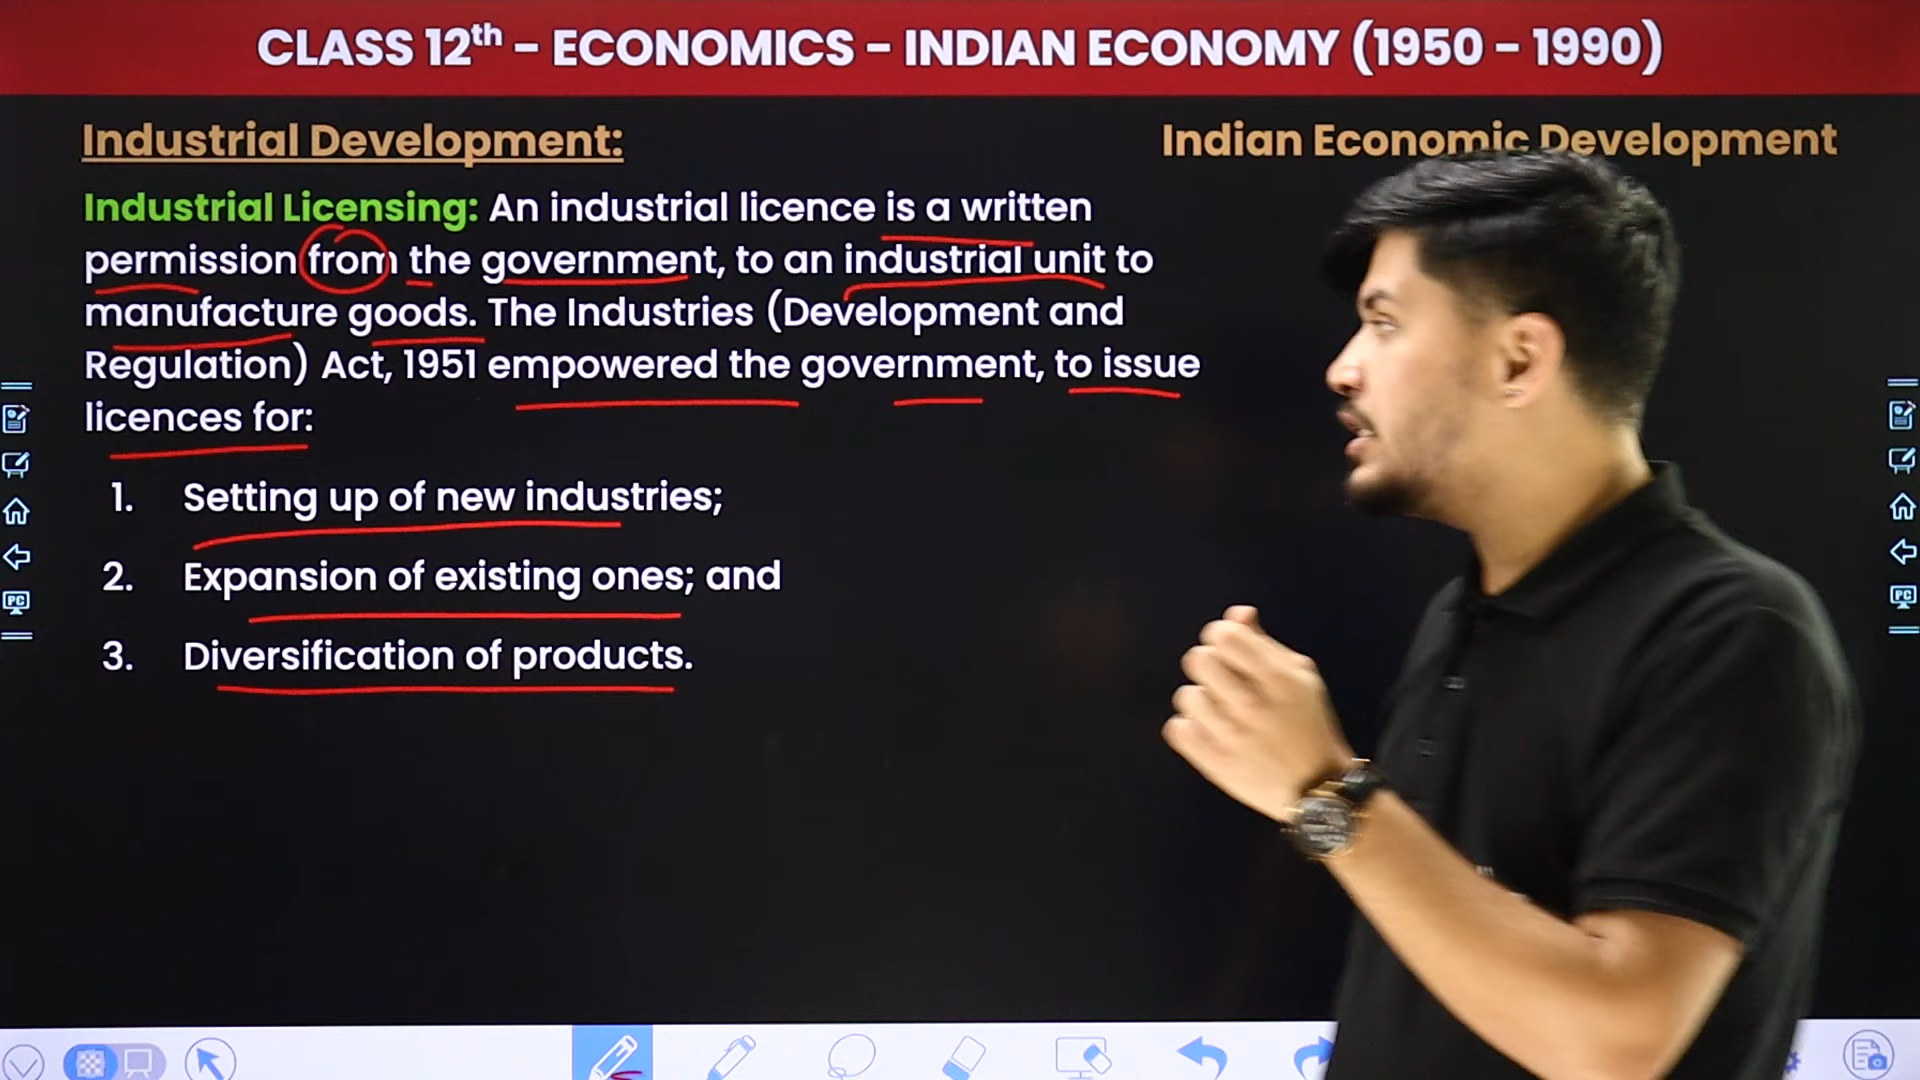 CLASS 12th – ECONOMICS – INDIAN ECONOMY (1950 – 1990)
Industrial Development:
Indian Economic Development
Industrial Licensing: An industrial licence is a written
permission from the government, to an industrial unit to
manufacture goods. The Industries (Development and
Regulation) Act, 1951 empowered the government, to issue
licences for:
1. Setting up of new industries;
2. Expansion of existing ones; and
3. Diversification of products.
PC
PC